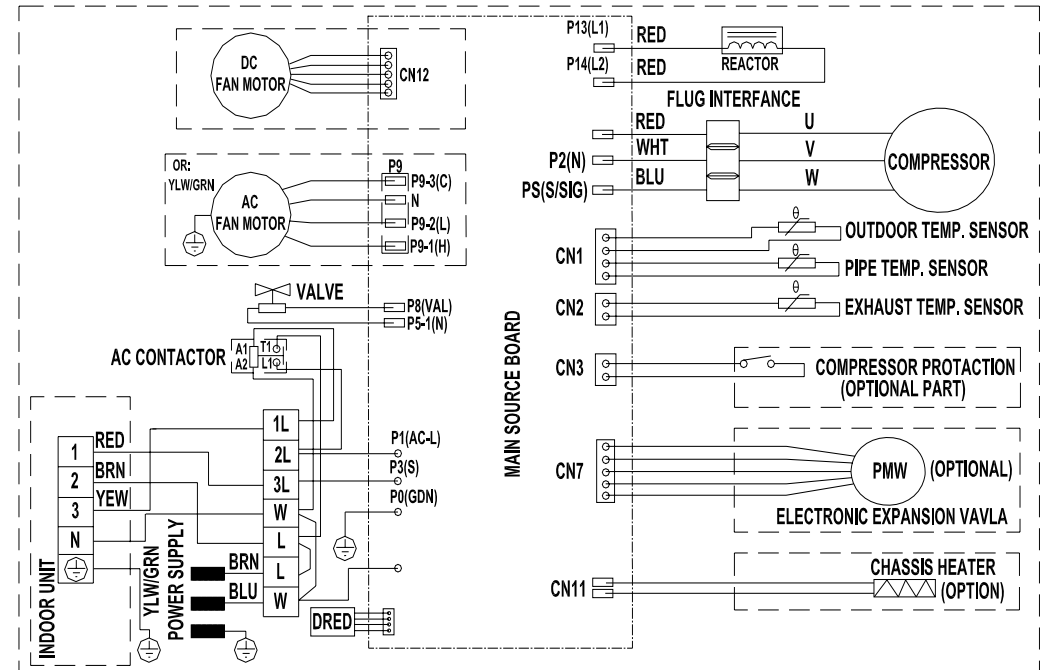 DC
FAN MOTOR
CN12
OR:
YLW/GRN
AC
FAN MOTOR
P9
P9-3(C)
N
P9-2(L)
P9-1(H)
VALVE
P8(VAL)
P5-1(N)
AC CONTACTOR
A1
A2
T1
L1
INDOOR UNIT
1
2
3
N
RED
BRN
YEW
YLW/GRN
POWER SUPPLY
BRN
BLU
1L
2L
3L
W
L
L
W
P1(AC-L)
P3(S)
P0(GDN)
DRED
MAIN SOURCE BOARD
P13(L1)
RED
P14(L2)
RED
REACTOR
FLUG INTERFANCE
RED
U
P2(N)
WHT
V
PS(S/SIG)
BLU
W
COMPRESSOR
CN1
θ
OUTDOOR TEMP. SENSOR
θ
PIPE TEMP. SENSOR
CN2
θ
EXHAUST TEMP. SENSOR
CN3
COMPRESSOR PROTACTION
(OPTIONAL PART)
CN7
PMW
(OPTIONAL)
ELECTRONIC EXPANSION VAVLA
CN11
CHASSIS HEATER
(OPTION)